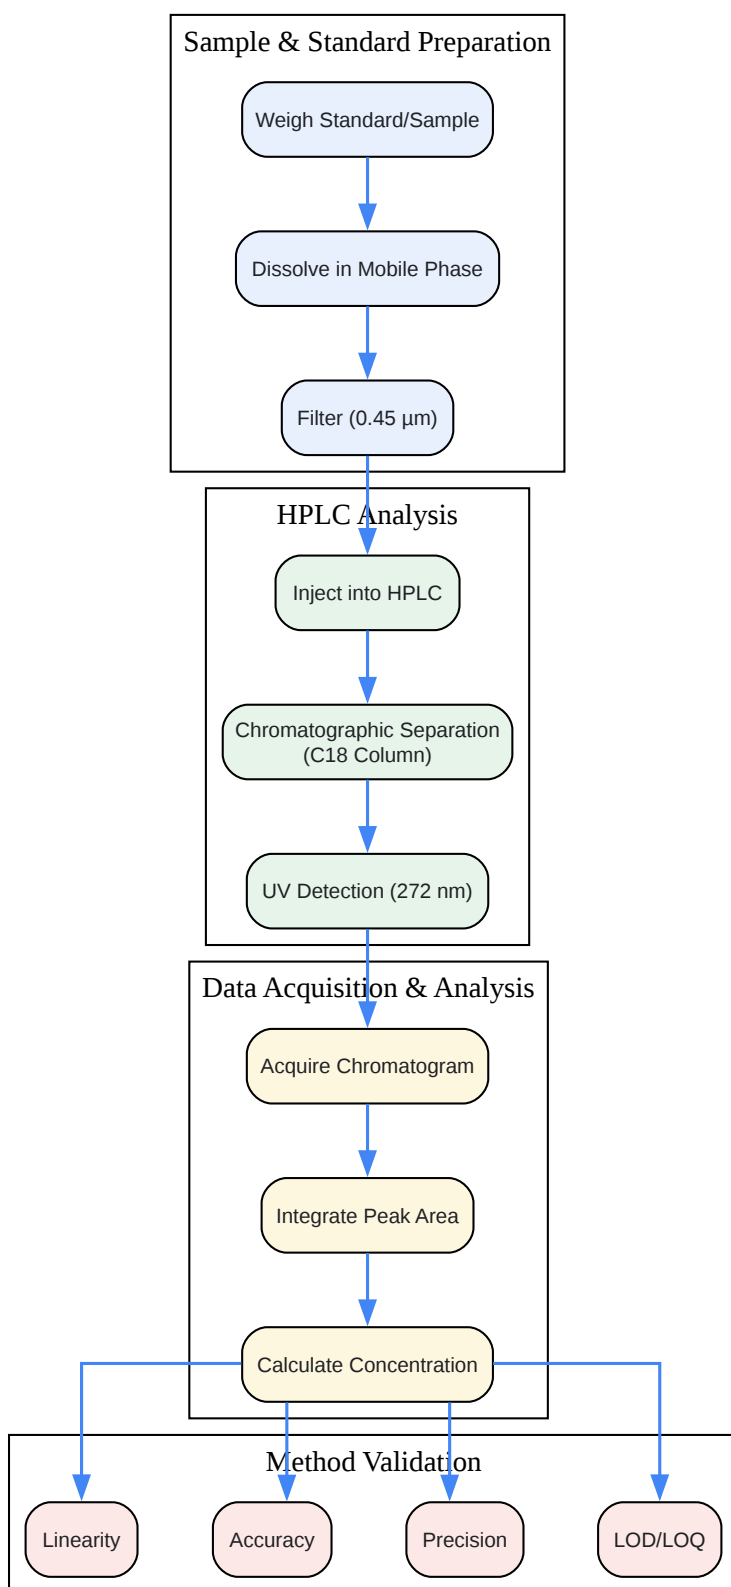 Sample & Standard Preparation
Weigh Standard/Sample
Dissolve in Mobile Phase
Filter (0.45 µm)
HPLC Analysis
Inject into HPLC
Chromatographic Separation
(C18 Column)
UV Detection (272 nm)
Data Acquisition & Analysis
Acquire Chromatogram
Integrate Peak Area
Calculate Concentration
Method Validation
Linearity
Accuracy
Precision
LOD/LOQ